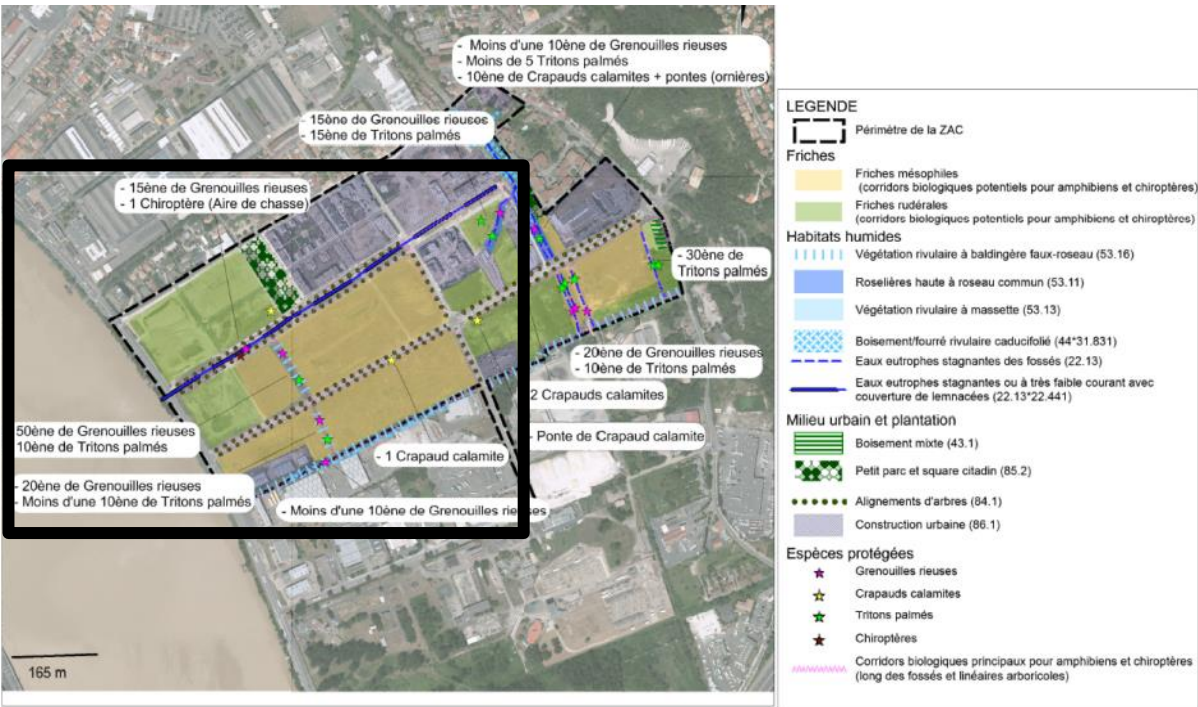 - Moins d'une 10ène de Grenouilles rieuses
- Moins de 5 Tritons palmés
- 10ène de Crapauds calamites + pontes (ornières)
- 15ène de Grenouilles rieuses
- 15ène de Tritons palmés
- 15ène de Grenouilles rieuses
- 1 Chiroptère (Aire de chasse)
- 30ène de
Tritons palmés
- 20ène de Grenouilles rieuses
- 10ène de Tritons palmés
2 Crapauds calamites
- Ponte de Crapaud calamite
50ène de Grenouilles rieuses
10ène de Tritons palmés
- 1 Crapaud calamite
- 20ène de Grenouilles rieuses
- Moins d'une 10ène de Tritons palmés
- Moins d'une 10ène de Grenouilles rieuses
165 m
LEGENDE
Périmètre de la ZAC
Friches
Friches mésophiles
(corridors biologiques potentiels pour amphibiens et chiroptères)
Friches rudérales
(corridors biologiques potentiels pour amphibiens et chiroptères)
Habitats humides
Végétation rivulaire à baldingère faux-roseau (53.16)
Roselières haute à roseau commun (53.11)
Végétation rivulaire à massette (53.13)
Boisement/fourré rivulaire caducifolié (44*31.831)
Eaux eutrophes stagnantes des fossés (22.13)
Eaux eutrophes stagnantes ou à très faible courant avec
couverture de lemnacées (22.13*22.441)
Milieu urbain et plantation
Boisement mixte (43.1)
Petit parc et square citadin (85.2)
Alignements d'arbres (84.1)
Construction urbaine (86.1)
Espèces protégées
Grenouilles rieuses
Crapauds calamites
Tritons palmés
Chiroptères
Corridors biologiques principaux pour amphibiens et chiroptères
(long des fossés et linéaires arboricoles)